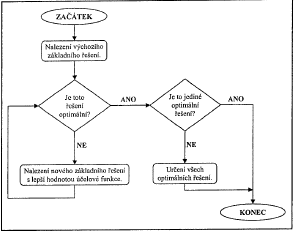 ZAČÁTEK
Nalezení výchozího
základního řešení.
Je toto
řešení
optimální?
ANO
Je to jediné
optimální
řešení?
ANO
NE
NE
Nalezení nového základního řešení
s lepší hodnotou účelové funkce.
Určení všech
optimálních řešení.
KONEC